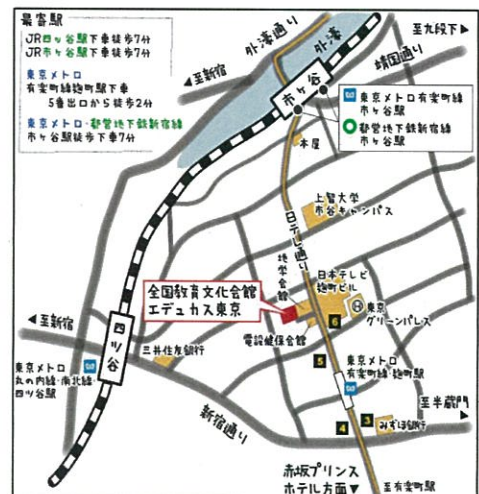 最寄駅
JR四ッ谷駅下車徒歩7分
JR市ヶ谷駅下車徒歩7分
東京メトロ
有楽町線麹町駅下車
5番出口から徒歩2分
東京メトロ・都営地下鉄新宿線
市ヶ谷駅徒歩下車7分
外濠通り
外濠
至九段下
靖国通り
至新宿
市ヶ谷
東京メトロ有楽町線
市ヶ谷駅
都営地下鉄新宿線
市ヶ谷駅
本屋
上智大学
市谷キャンパス
日テレ通り
地学会館
日本テレビ
麹町ビル
全国教育文化会館
エデュカス東京
東京
グリーンパレス
6
電設健保会館
5
至新宿
四ッ谷
東京メトロ
丸の内線・南北線・
四ッ谷駅
三井住友銀行
東京メトロ
有楽町線・麹町駅
新宿通り
至半蔵門
4
3
みずほ銀行
赤坂プリンス
ホテル方面
至有楽町駅